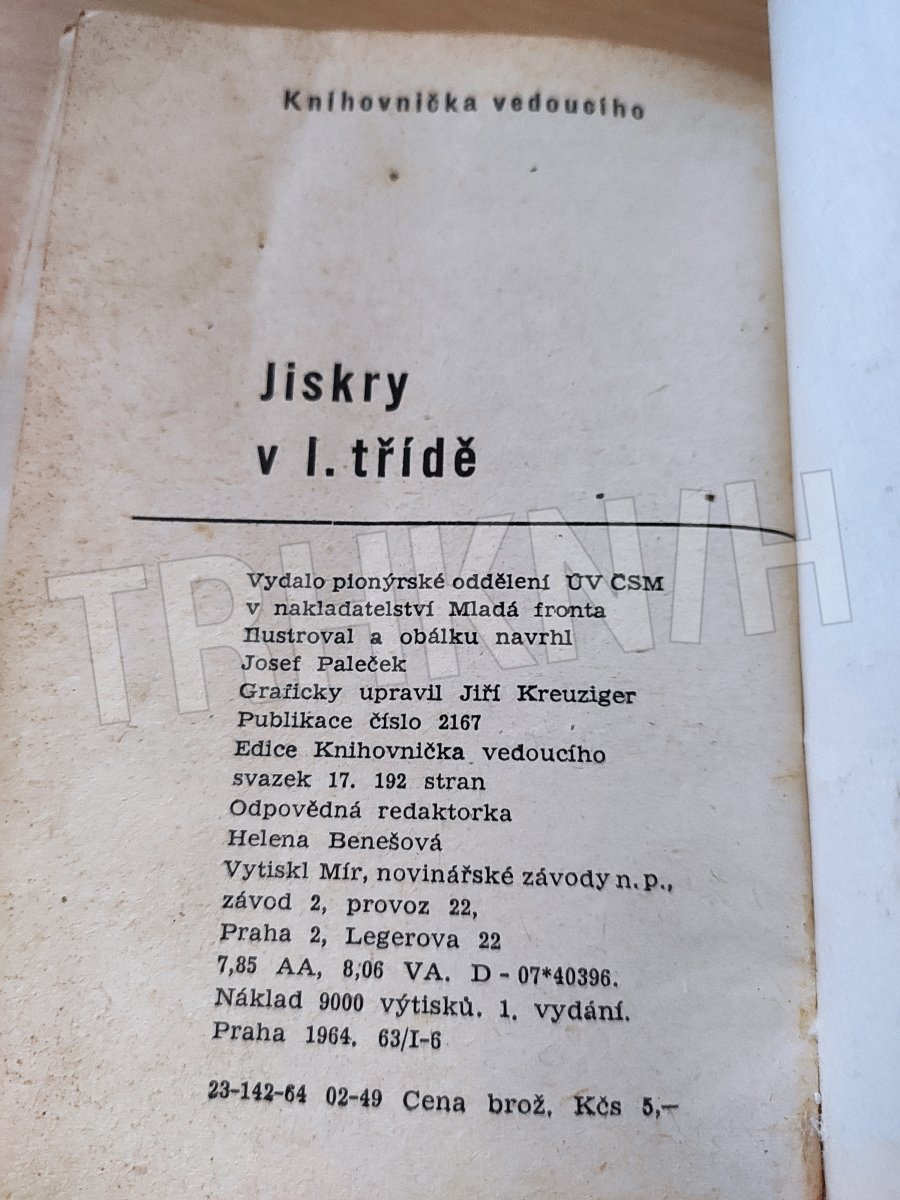 Knihovnička vedoucího
Jiskry
v I. třídě
Vydalo pionýrské oddělení ÚV ČSM
v nakladatelství Mladá fronta
Ilustroval a obálku navrhl
Josef Paleček
Graficky upravil Jiří Kreuziger
Publikace číslo 2167
Edice Knihovnička vedoucího
svazek 17. 192 stran
Odpovědná redaktorka
Helena Benešová
Vytiskl Mír, novinářské závody n.p.,
závod 2, provoz 22,
Praha 2, Legerova 22
7,85 AA, 8,06 VA. D - 07*40396.
Náklad 9000 výtisků. 1. vydání.
Praha 1964. 63/I-6
23-142-64 02-49 Cena brož. Kčs 5,—
TRHKNIH